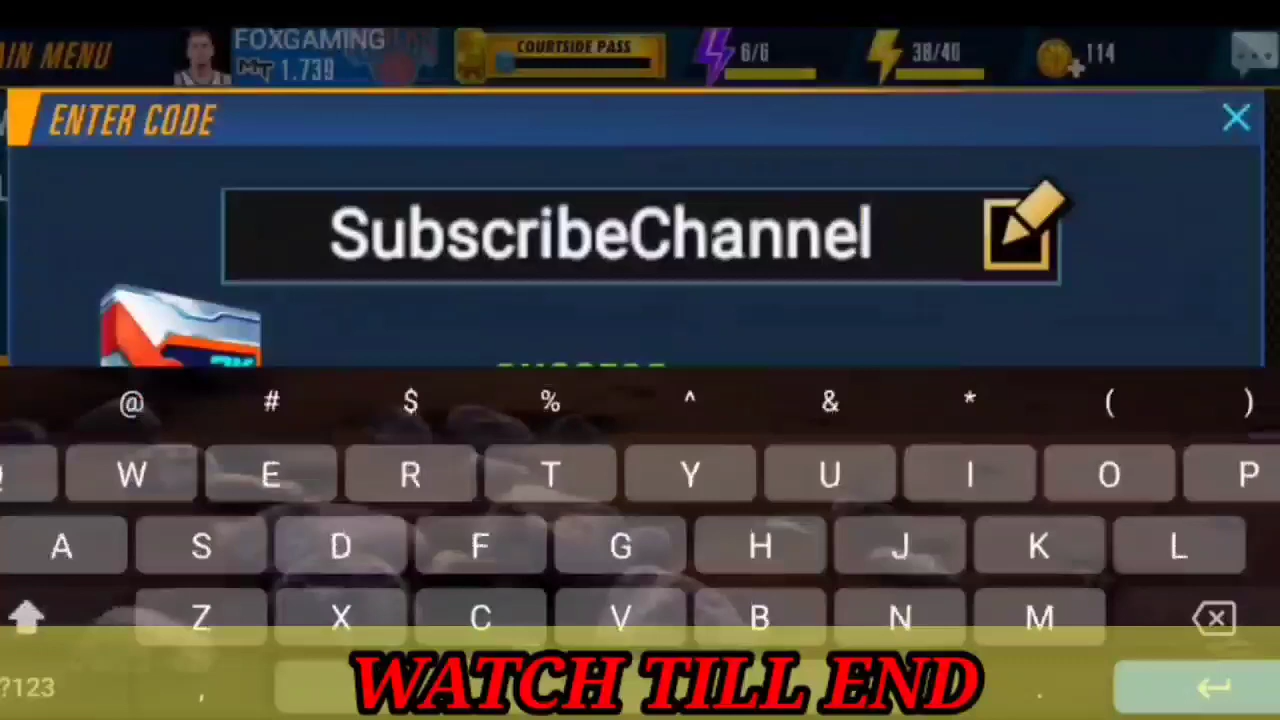 AIN MENU
FOXGAMING
MT 1.739
COURTSIDE PASS
6/6
38/40
114
ENTER CODE
SubscribeChannel
@ # $ % ^ & * ( )
W E R T Y U I O P
A S D F G H J K L
Z X C V B N M
?123 , .
WATCH TILL END